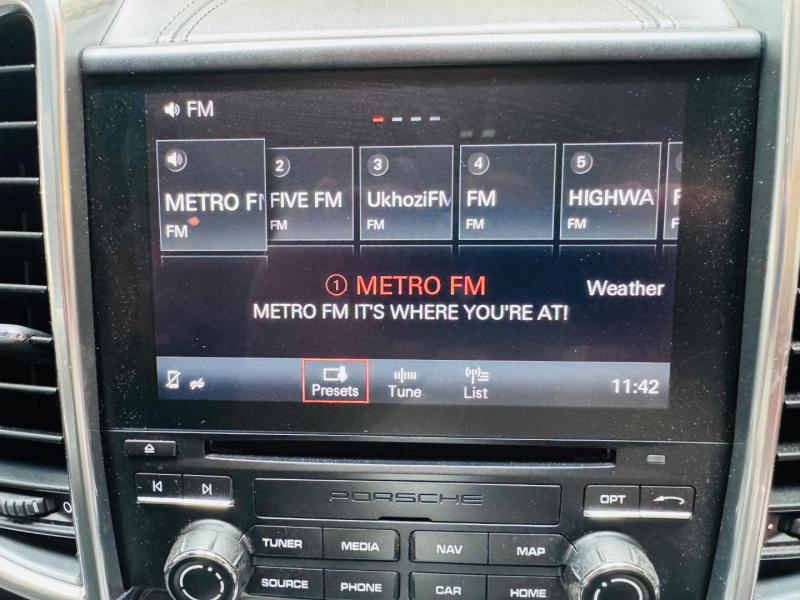 FM
METRO F
2
FIVE FM
FM
3
UkhoziFM
FM
4
FM
FM
5
HIGHWA
FM
FM
1 METRO FM
Weather
METRO FM IT'S WHERE YOU'RE AT!
Presets
Tune
List
11:42
PORSCHE
OPT
TUNER
MEDIA
NAV
MAP
SOURCE
PHONE
CAR
HOME